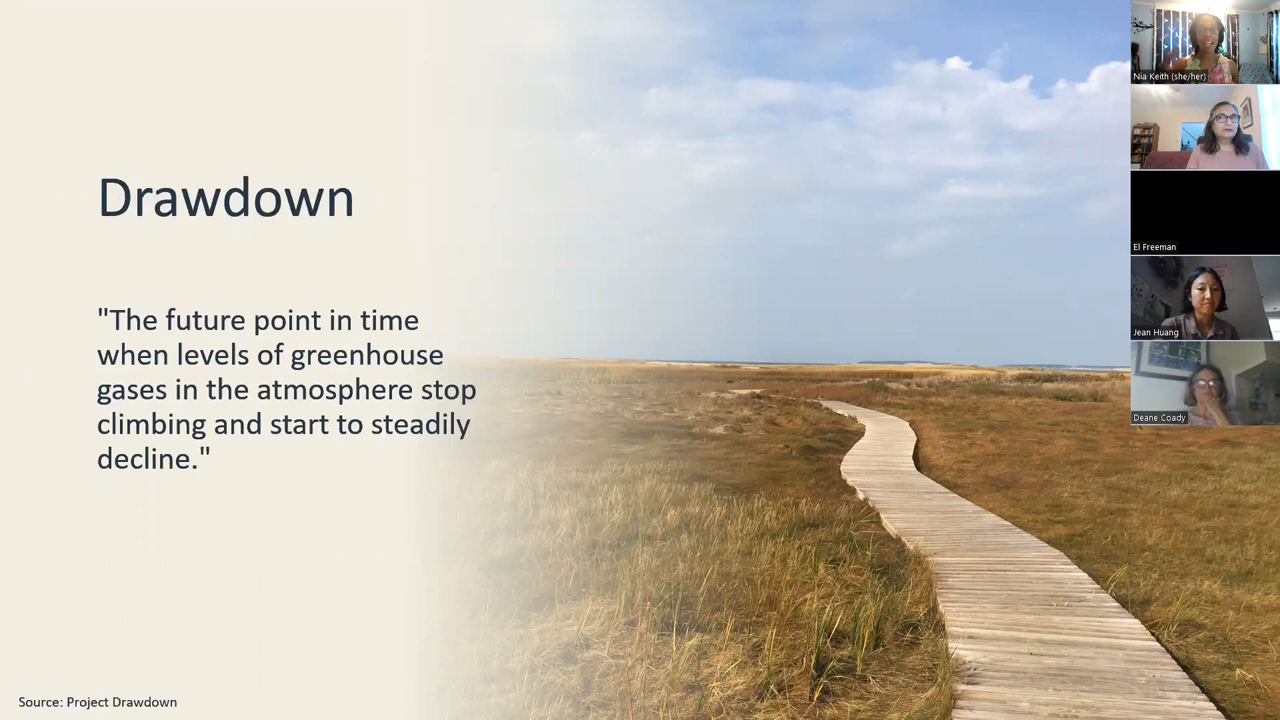 Drawdown
"The future point in time
when levels of greenhouse
gases in the atmosphere stop
climbing and start to steadily
decline."
Source: Project Drawdown
Nia Keith (she/her)
El Freeman
Jean Huang
Deane Coady